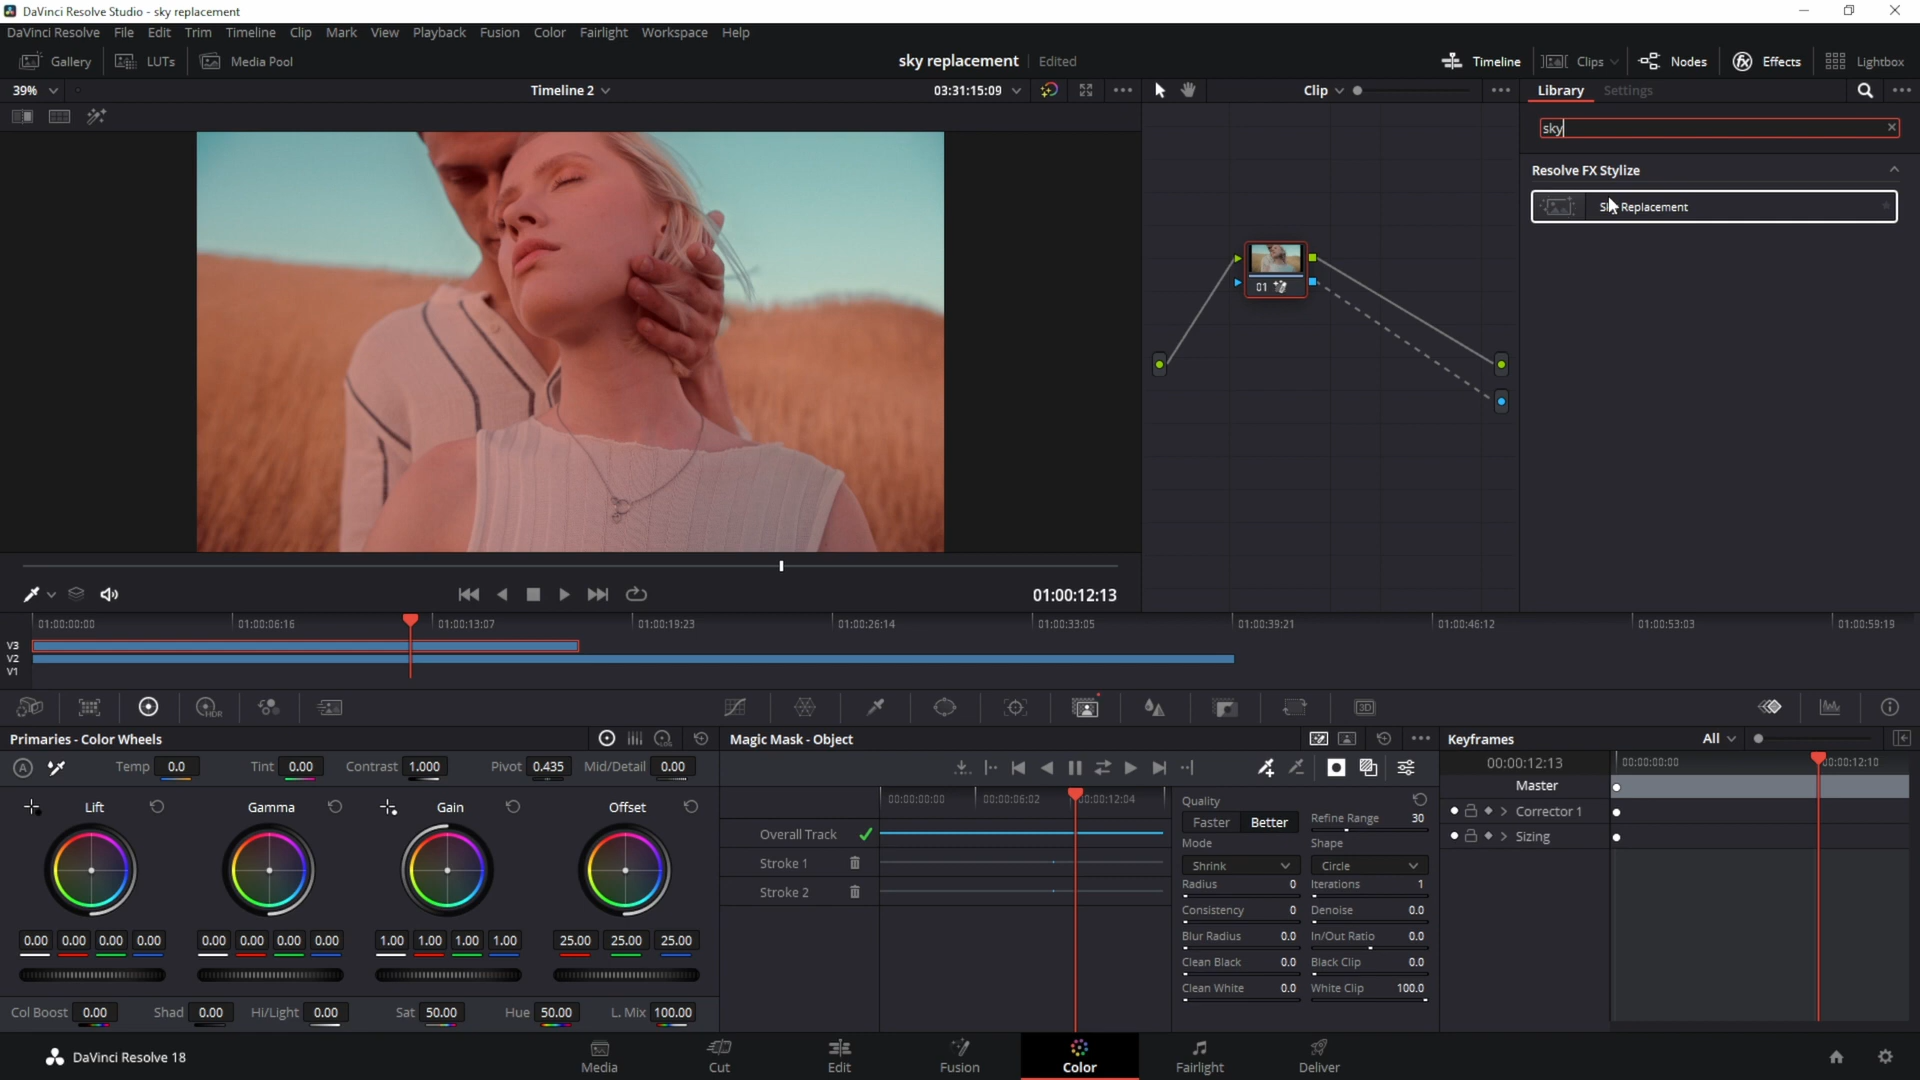 DaVinci Resolve Studio - sky replacement
DaVinci Resolve File Edit Trim Timeline Clip Mark View Playback Fusion Color Fairlight Workspace Help
Gallery LUTs Media Pool sky replacement Edited Timeline Clips Nodes Effects Lightbox
39% Timeline 2 03:31:15:09 Clip Library Settings
sky
Resolve FX Stylize
Replacement
01
01:00:12:13
01:00:00:00 01:00:06:16 01:00:13:07 01:00:19:23 01:00:26:14 01:00:33:05 01:00:39:21 01:00:46:12 01:00:53:03 01:00:59:19
V3
V2
V1
HDR 3D
Primaries - Color Wheels LOG Magic Mask - Object Keyframes All
A Temp 0.0 Tint 0.00 Contrast 1.000 Pivot 0.435 Mid/Detail 0.00 00:00:12:13 00:00:00:00 00:00:12:10
Master
Lift Gamma Gain Offset 00:00:00:00 00:00:06:02 00:00:12:04
Quality
Faster Better Refine Range 30 Corrector 1
Overall Track Mode Shape Sizing
Stroke 1 Shrink Circle
Stroke 2 Radius 0 Iterations 1
Consistency 0 Denoise 0.0
0.00 0.00 0.00 0.00 0.00 0.00 0.00 0.00 1.00 1.00 1.00 1.00 25.00 25.00 25.00 Blur Radius 0.0 In/Out Ratio 0.0
Clean Black 0.0 Black Clip 0.0
Clean White 0.0 White Clip 100.0
Col Boost 0.00 Shad 0.00 Hi/Light 0.00 Sat 50.00 Hue 50.00 L. Mix 100.00
DaVinci Resolve 18 Media Cut Edit Fusion Color Fairlight Deliver